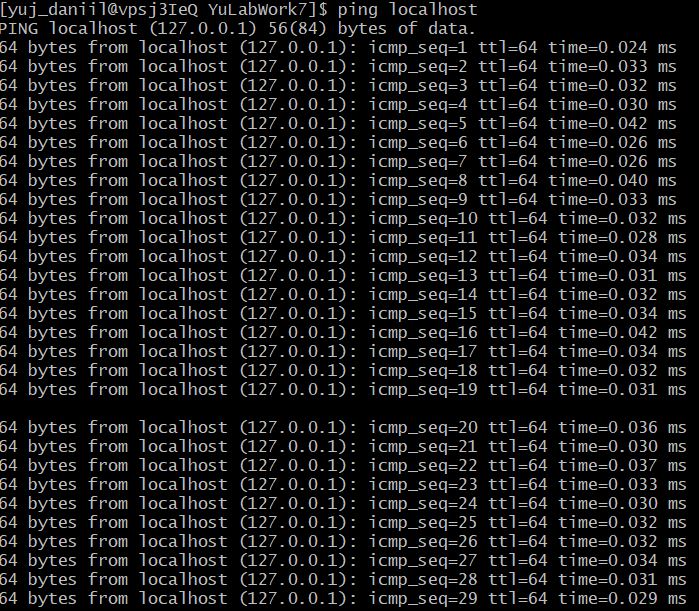 [yuj_daniil@vpsj3IeQ YuLabWork7]$ ping localhost
PING localhost (127.0.0.1) 56(84) bytes of data.
64 bytes from localhost (127.0.0.1): icmp_seq=1 ttl=64 time=0.024 ms
64 bytes from localhost (127.0.0.1): icmp_seq=2 ttl=64 time=0.033 ms
64 bytes from localhost (127.0.0.1): icmp_seq=3 ttl=64 time=0.032 ms
64 bytes from localhost (127.0.0.1): icmp_seq=4 ttl=64 time=0.030 ms
64 bytes from localhost (127.0.0.1): icmp_seq=5 ttl=64 time=0.042 ms
64 bytes from localhost (127.0.0.1): icmp_seq=6 ttl=64 time=0.026 ms
64 bytes from localhost (127.0.0.1): icmp_seq=7 ttl=64 time=0.026 ms
64 bytes from localhost (127.0.0.1): icmp_seq=8 ttl=64 time=0.040 ms
64 bytes from localhost (127.0.0.1): icmp_seq=9 ttl=64 time=0.033 ms
64 bytes from localhost (127.0.0.1): icmp_seq=10 ttl=64 time=0.032 ms
64 bytes from localhost (127.0.0.1): icmp_seq=11 ttl=64 time=0.028 ms
64 bytes from localhost (127.0.0.1): icmp_seq=12 ttl=64 time=0.034 ms
64 bytes from localhost (127.0.0.1): icmp_seq=13 ttl=64 time=0.031 ms
64 bytes from localhost (127.0.0.1): icmp_seq=14 ttl=64 time=0.032 ms
64 bytes from localhost (127.0.0.1): icmp_seq=15 ttl=64 time=0.034 ms
64 bytes from localhost (127.0.0.1): icmp_seq=16 ttl=64 time=0.042 ms
64 bytes from localhost (127.0.0.1): icmp_seq=17 ttl=64 time=0.034 ms
64 bytes from localhost (127.0.0.1): icmp_seq=18 ttl=64 time=0.032 ms
64 bytes from localhost (127.0.0.1): icmp_seq=19 ttl=64 time=0.031 ms
64 bytes from localhost (127.0.0.1): icmp_seq=20 ttl=64 time=0.036 ms
64 bytes from localhost (127.0.0.1): icmp_seq=21 ttl=64 time=0.030 ms
64 bytes from localhost (127.0.0.1): icmp_seq=22 ttl=64 time=0.037 ms
64 bytes from localhost (127.0.0.1): icmp_seq=23 ttl=64 time=0.033 ms
64 bytes from localhost (127.0.0.1): icmp_seq=24 ttl=64 time=0.030 ms
64 bytes from localhost (127.0.0.1): icmp_seq=25 ttl=64 time=0.032 ms
64 bytes from localhost (127.0.0.1): icmp_seq=26 ttl=64 time=0.032 ms
64 bytes from localhost (127.0.0.1): icmp_seq=27 ttl=64 time=0.034 ms
64 bytes from localhost (127.0.0.1): icmp_seq=28 ttl=64 time=0.031 ms
64 bytes from localhost (127.0.0.1): icmp_seq=29 ttl=64 time=0.029 ms